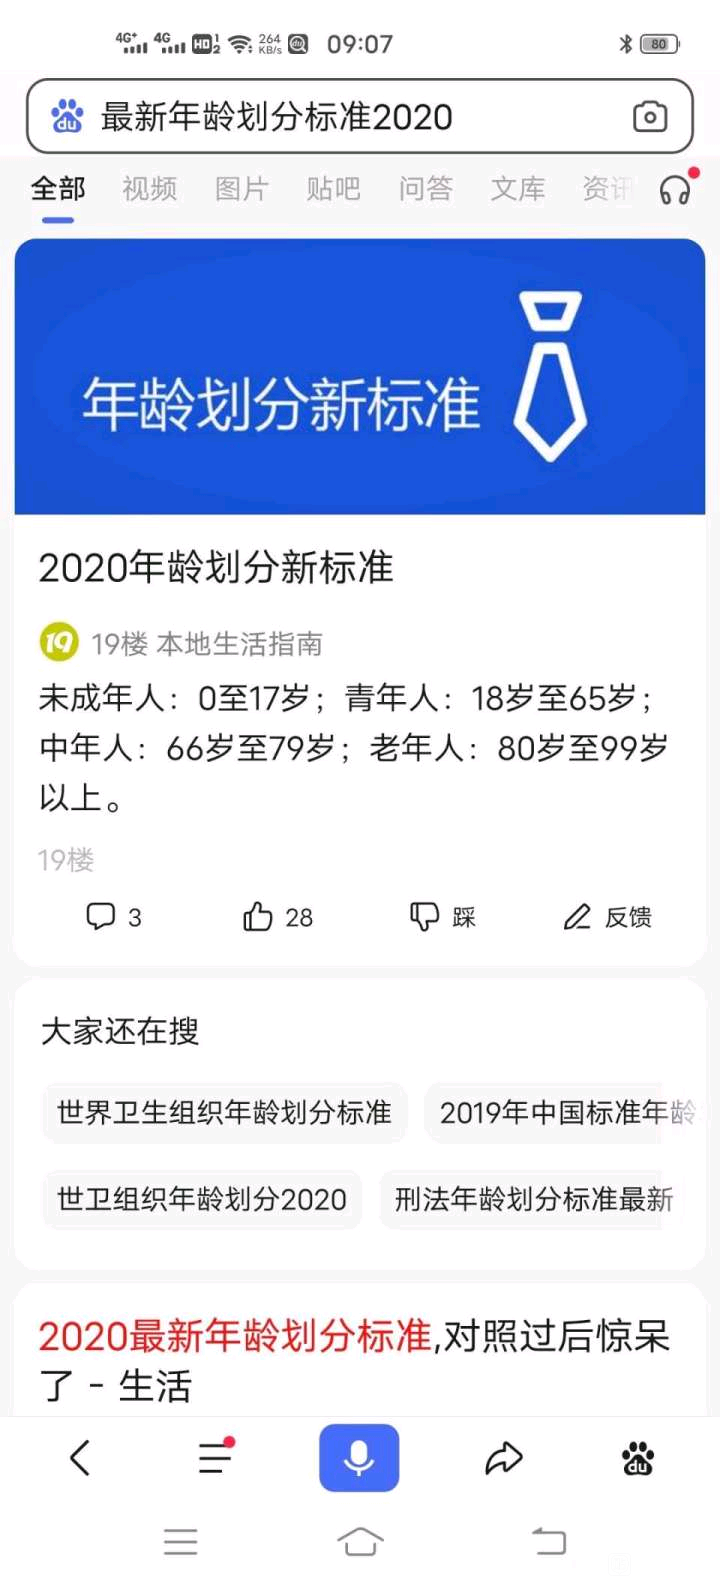 4G+ 4G HD 1 2 264 KB/s 09:07 80
du 最新年龄划分标准2020
全部 视频 图片 贴吧 问答 文库 资讯
年龄划分新标准
2020年龄划分新标准
19 19楼 本地生活指南
未成年人：0至17岁；青年人：18岁至65岁；
中年人：66岁至79岁；老年人：80岁至99岁
以上。
19楼
3 28 踩 反馈
大家还在搜
世界卫生组织年龄划分标准 2019年中国标准年龄
世卫组织年龄划分2020 刑法年龄划分标准最新
2020最新年龄划分标准,对照过后惊呆
了 - 生活
du